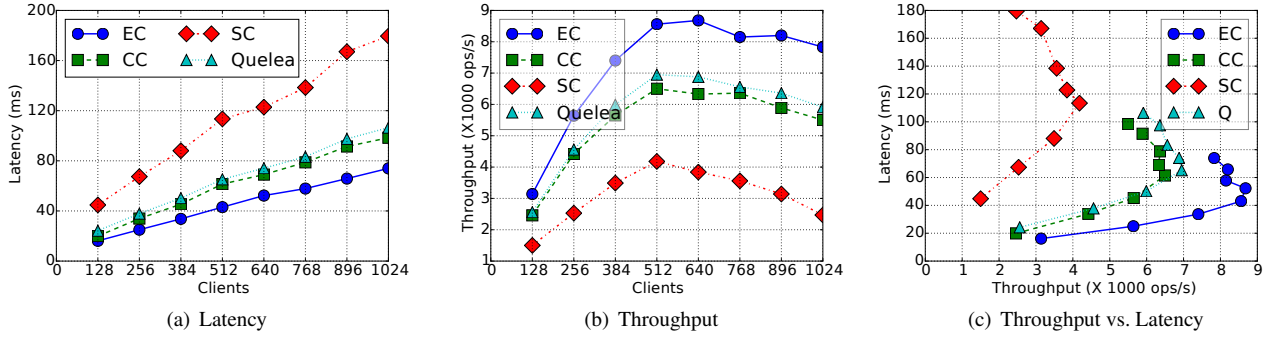 200
160
120
80
40
0
Latency (ms)
EC
CC
SC
Quelea
0 128 256 384 512 640 768 896 1024
Clients
(a) Latency
9
8
7
6
5
4
3
2
1
Throughput (X1000 ops/s)
EC
CC
SC
Quelea
0 128 256 384 512 640 768 896 1024
Clients
(b) Throughput
180
160
140
120
100
80
60
40
20
0
Latency (ms)
EC
CC
SC
Q
0 1 2 3 4 5 6 7 8 9
Throughput (X 1000 ops/s)
(c) Throughput vs. Latency